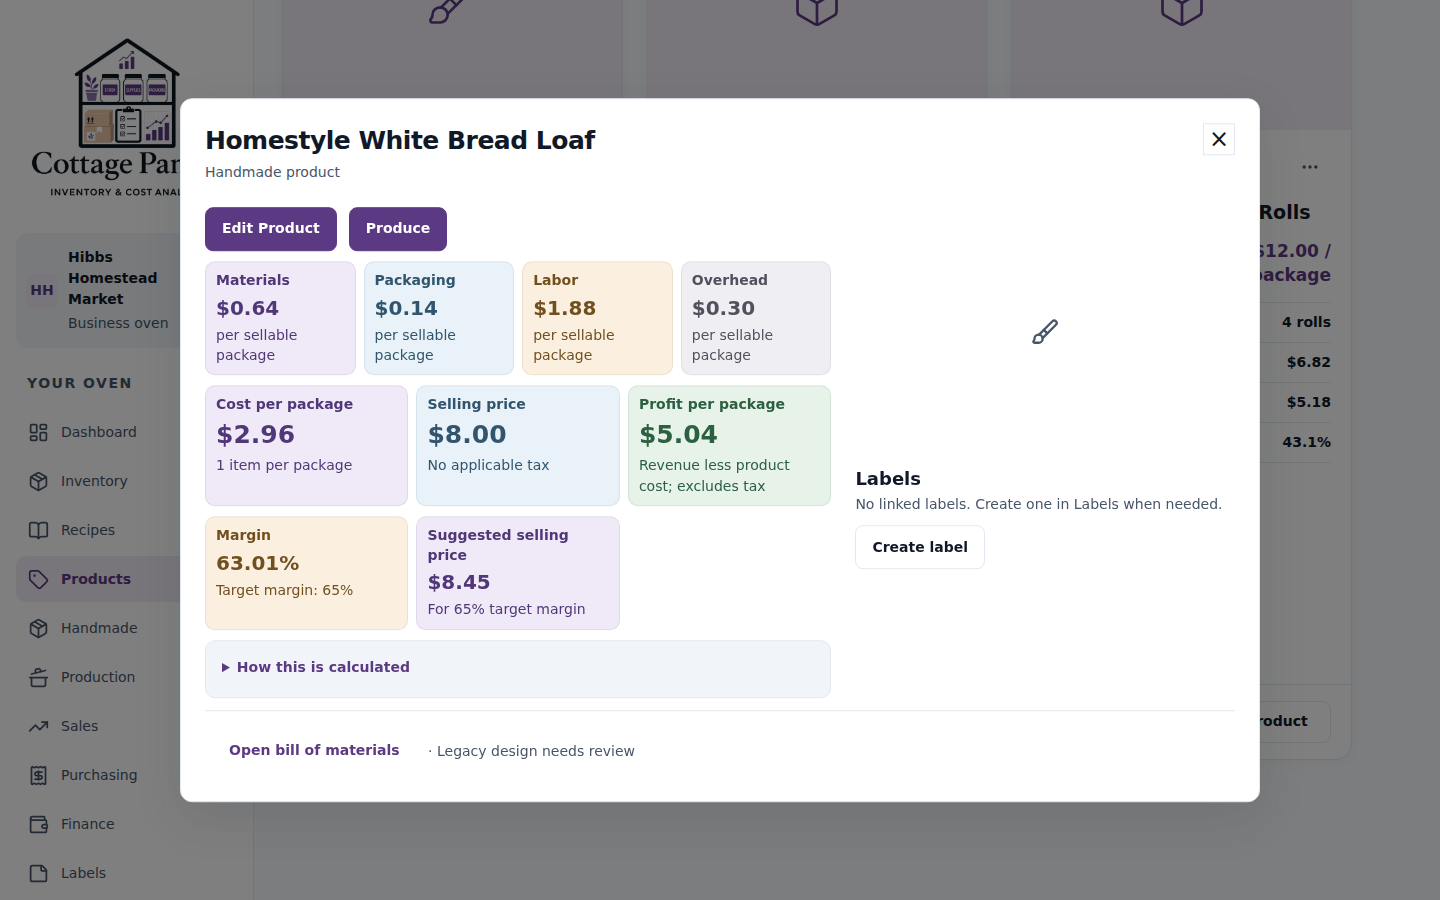 Cottage Pan
INVENTORY & COST ANAL
HH
Hibbs
Homestead
Market
Business oven
YOUR OVEN
Dashboard
Inventory
Recipes
Products
Handmade
Production
Sales
Purchasing
Finance
Labels
Homestyle White Bread Loaf
Handmade product
Edit Product
Produce
Materials
$0.64
per sellable
package
Packaging
$0.14
per sellable
package
Labor
$1.88
per sellable
package
Overhead
$0.30
per sellable
package
Cost per package
$2.96
1 item per package
Selling price
$8.00
No applicable tax
Profit per package
$5.04
Revenue less product
cost; excludes tax
Margin
63.01%
Target margin: 65%
Suggested selling
price
$8.45
For 65% target margin
How this is calculated
Open bill of materials
· Legacy design needs review
Labels
No linked labels. Create one in Labels when needed.
Create label
Rolls
$12.00 /
package
4 rolls
$6.82
$5.18
43.1%
roduct